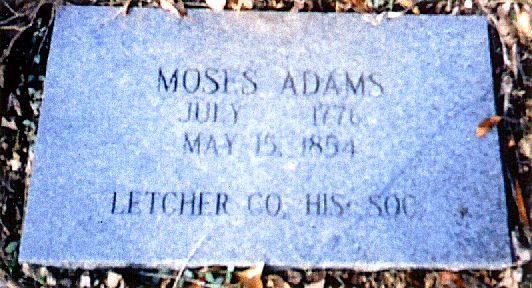 MOSES ADAMS
JULY 1776
MAY 15, 1854
LETCHER CO. HIS. SOC.